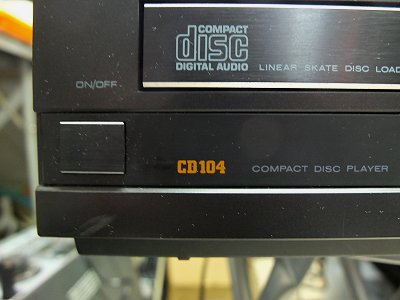 COMPACT
disc
DIGITAL AUDIO
LINEAR SKATE DISC LOAD
ON/OFF
CD104 COMPACT DISC PLAYER